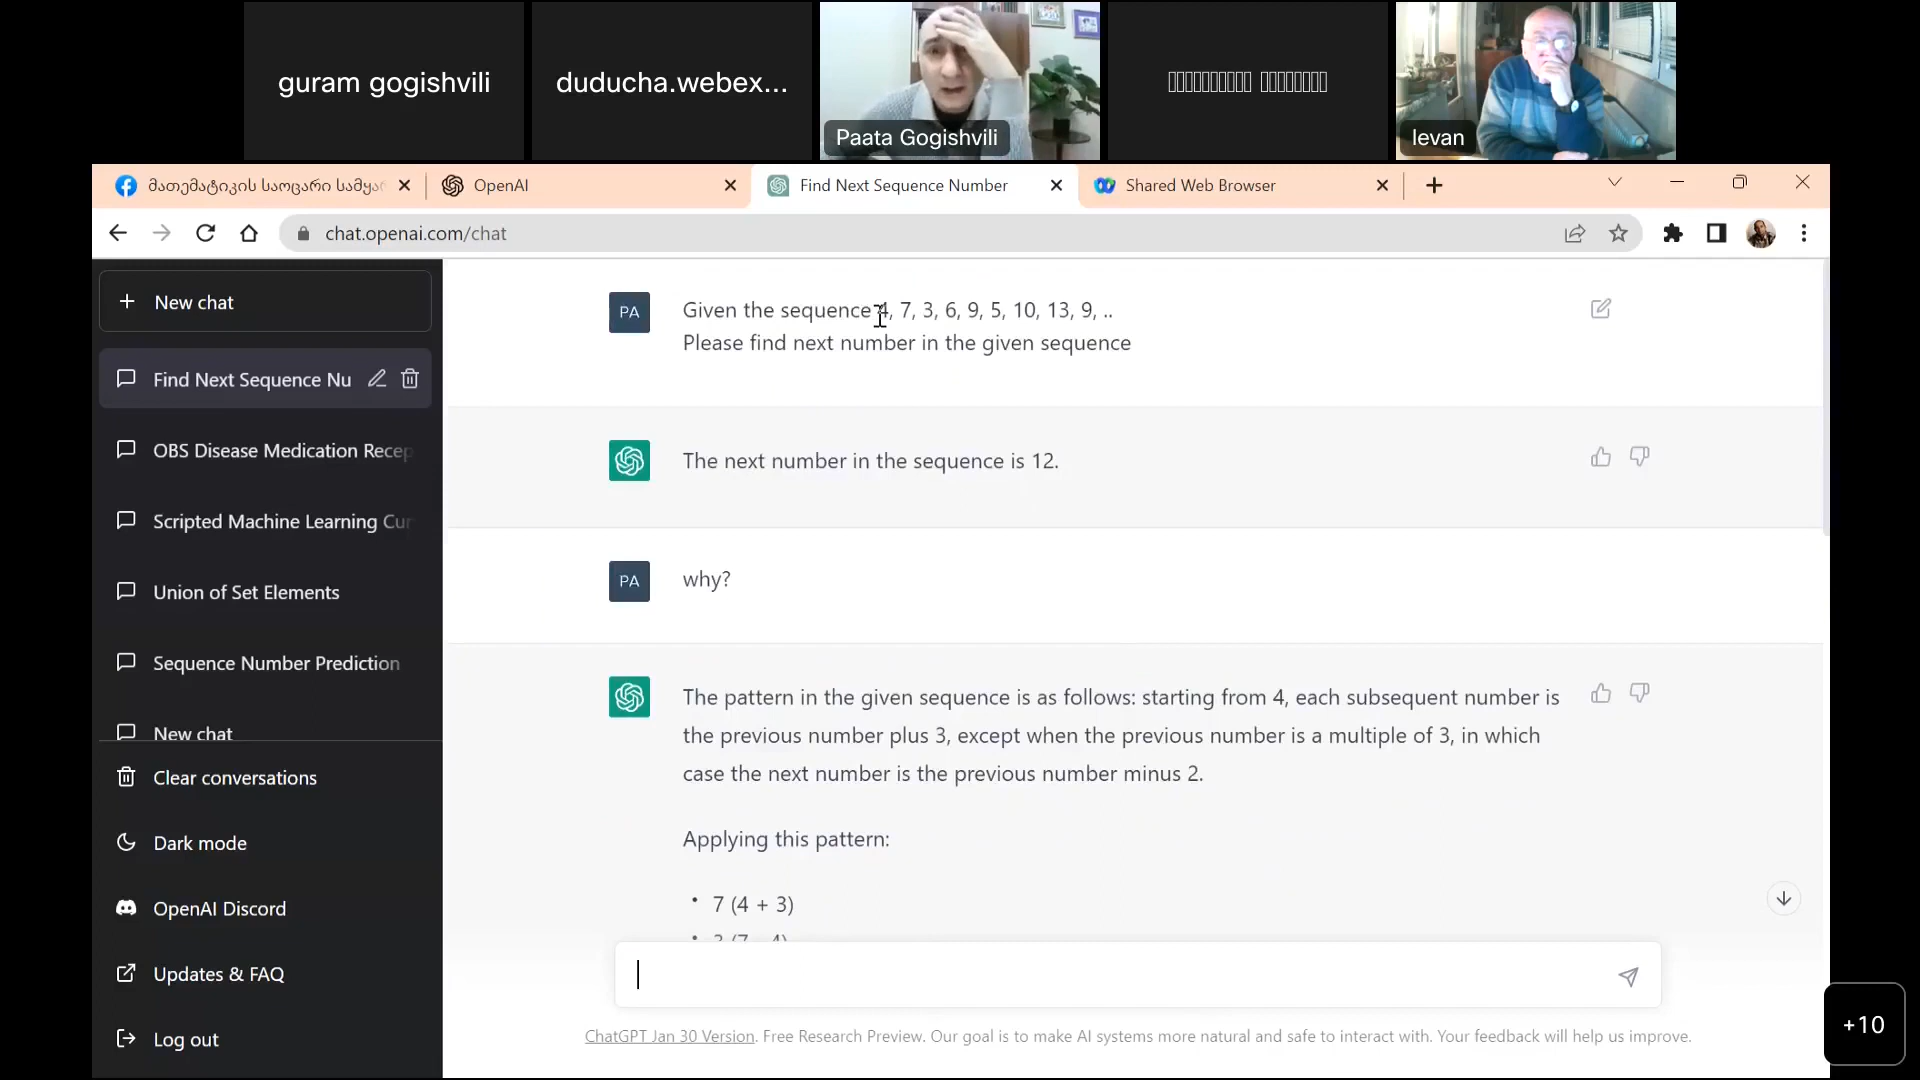 guram gogishvili
duducha.webex...
Paata Gogishvili
levan
მათემატიკის საოცარი სამყა
OpenAI
Find Next Sequence Number
Shared Web Browser
chat.openai.com/chat
New chat
Find Next Sequence Nu
OBS Disease Medication Recep
Scripted Machine Learning Cur
Union of Set Elements
Sequence Number Prediction
New chat
Clear conversations
Dark mode
OpenAI Discord
Updates & FAQ
Log out
PA
Given the sequence 4, 7, 3, 6, 9, 5, 10, 13, 9, ..
Please find next number in the given sequence
The next number in the sequence is 12.
PA
why?
The pattern in the given sequence is as follows: starting from 4, each subsequent number is
the previous number plus 3, except when the previous number is a multiple of 3, in which
case the next number is the previous number minus 2.
Applying this pattern:
• 7 (4 + 3)
• 3 (7 - 4)
ChatGPT Jan 30 Version. Free Research Preview. Our goal is to make AI systems more natural and safe to interact with. Your feedback will help us improve.
+10